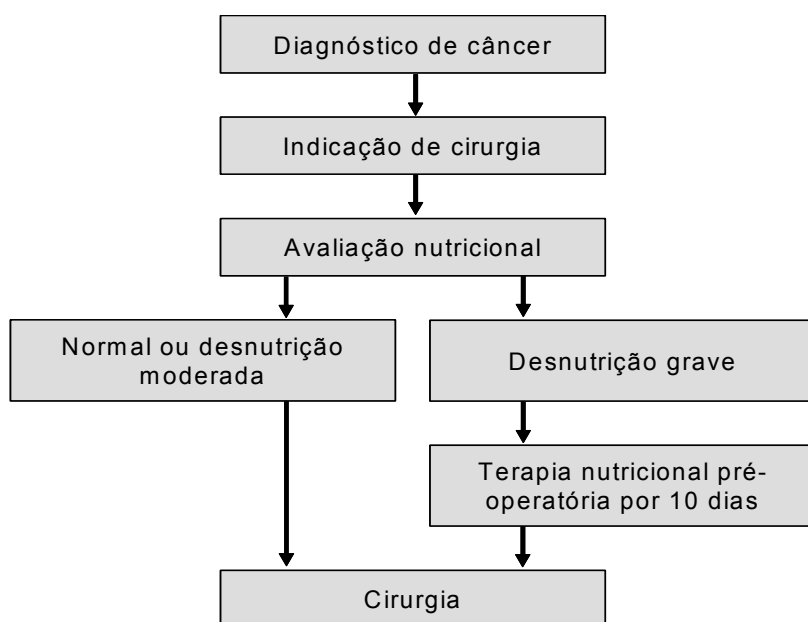 Diagnóstico de câncer
Indicação de cirurgia
Avaliação nutricional
Normal ou desnutrição
moderada
Desnutrição grave
Terapia nutricional pré-
operatória por 10 dias
Cirurgia